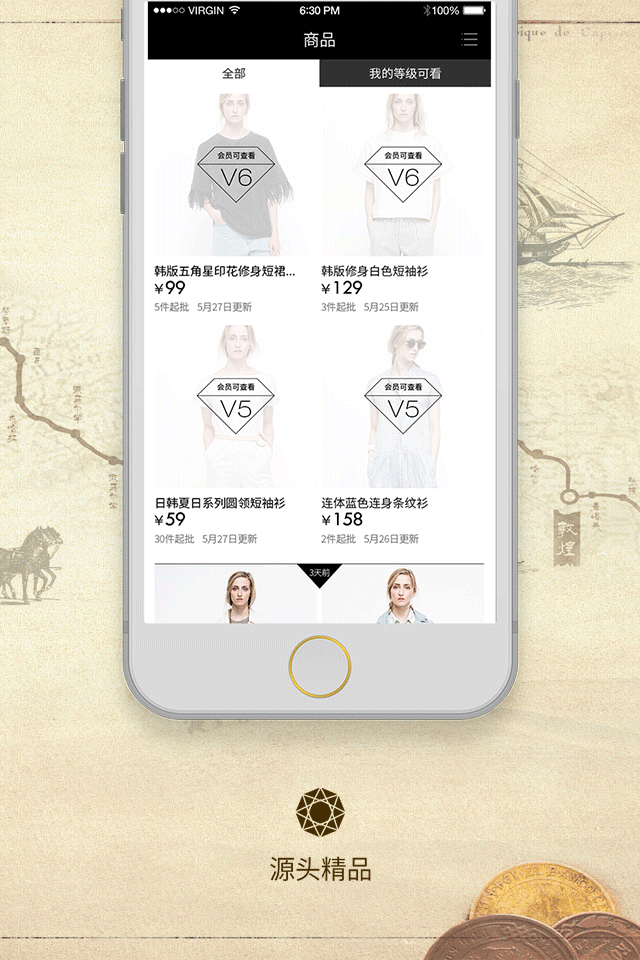 ●●●○○ VIRGIN
6:30 PM
100%
ique de
商品
全部
我的等级可看
会员可查看
V6
会员可查看
V6
韩版五角星印花修身短裙...
韩版修身白色短袖衫
¥99
¥129
5件起批 5月27日更新
3件起批 5月25日更新
会员可查看
V5
会员可查看
V5
日韩夏日系列圆领短袖衫
连体蓝色连身条纹衫
¥59
¥158
30件起批 5月27日更新
2件起批 5月26日更新
敦煌
3天前
源头精品